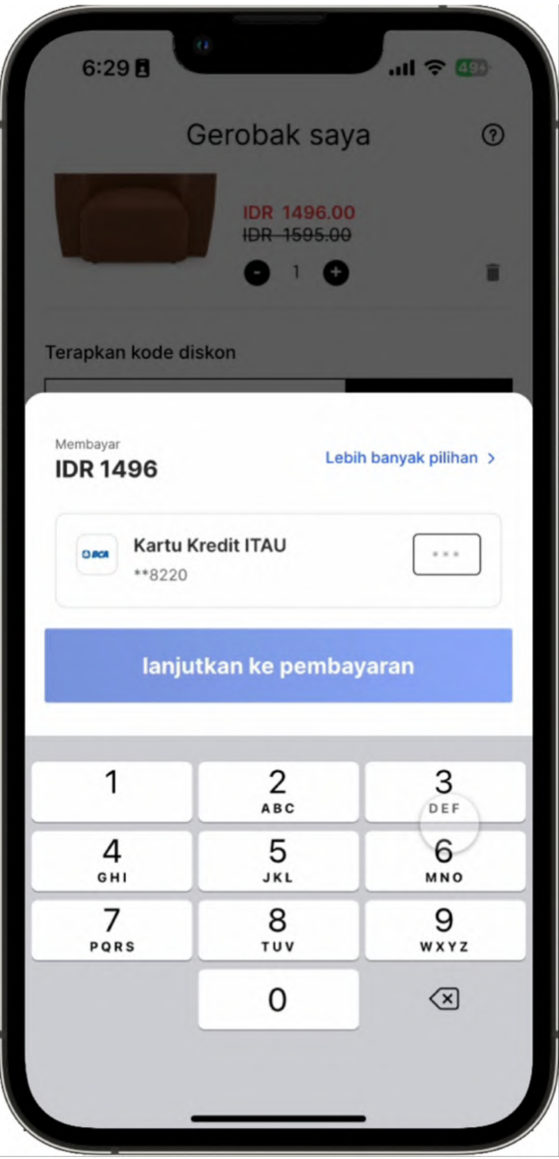 6:29
49+
Gerobak saya
IDR 1496.00
IDR 1595.00
- 1 +
Terapkan kode diskon
Membayar
IDR 1496
Lebih banyak pilihan >
BCA
Kartu Kredit ITAU
**8220
lanjutkan ke pembayaran
1
2
ABC
3
DEF
4
GHI
5
JKL
6
MNO
7
PQRS
8
TUV
9
WXYZ
0